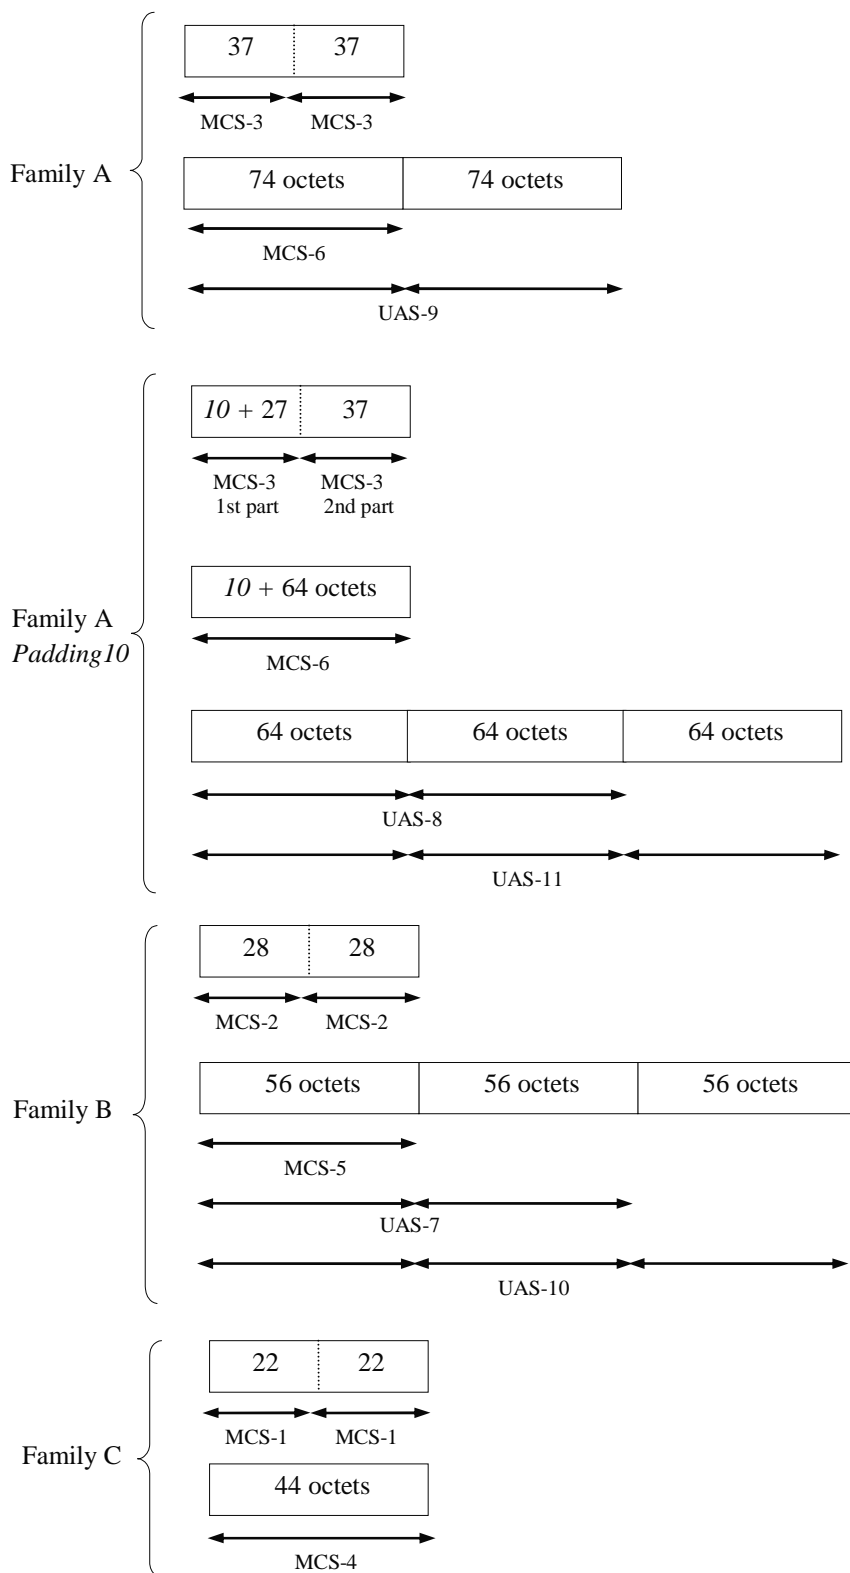 37 37
MCS-3 MCS-3
Family A
74 octets 74 octets
MCS-6
UAS-9
10 + 27 37
MCS-3 MCS-3
1st part 2nd part
10 + 64 octets
Family A
Padding10
MCS-6
64 octets 64 octets 64 octets
UAS-8
UAS-11
28 28
MCS-2 MCS-2
56 octets 56 octets 56 octets
Family B
MCS-5
UAS-7
UAS-10
22 22
MCS-1 MCS-1
Family C
44 octets
MCS-4